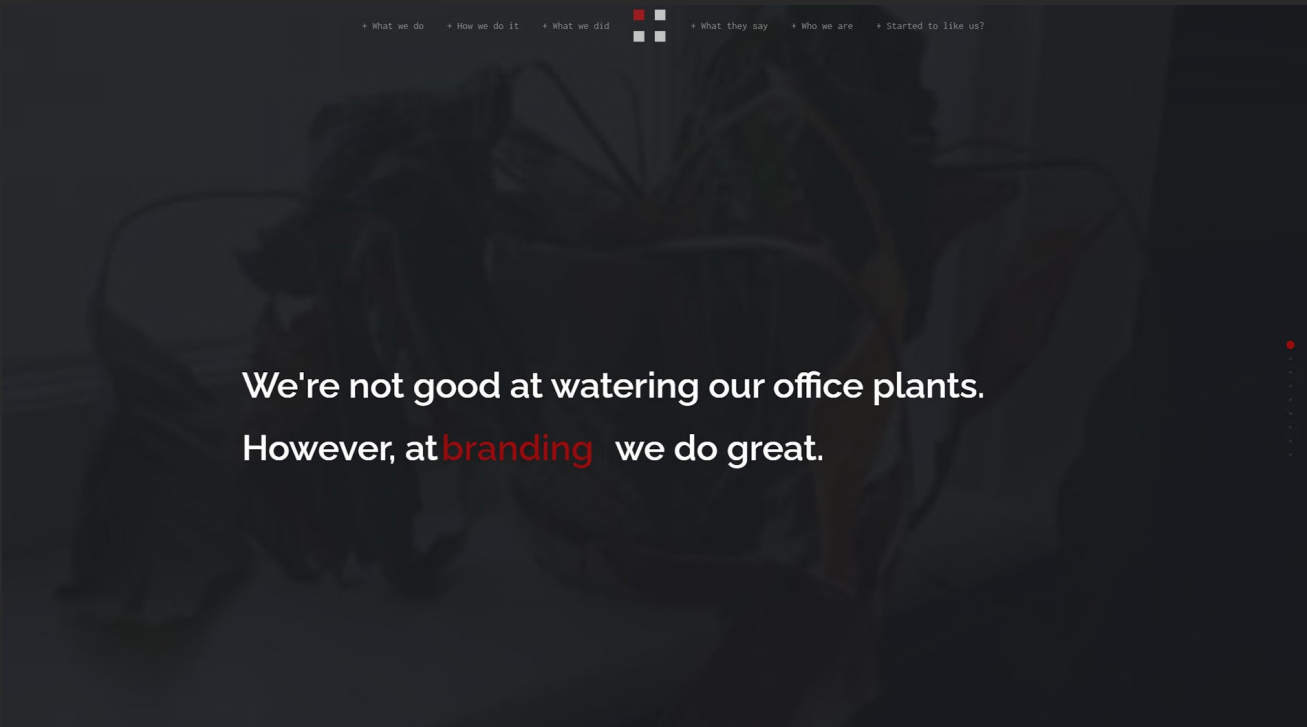 + What we do + How we do it + What we did + What they say + Who we are + Started to like us?
We're not good at watering our office plants.
However, at branding we do great.